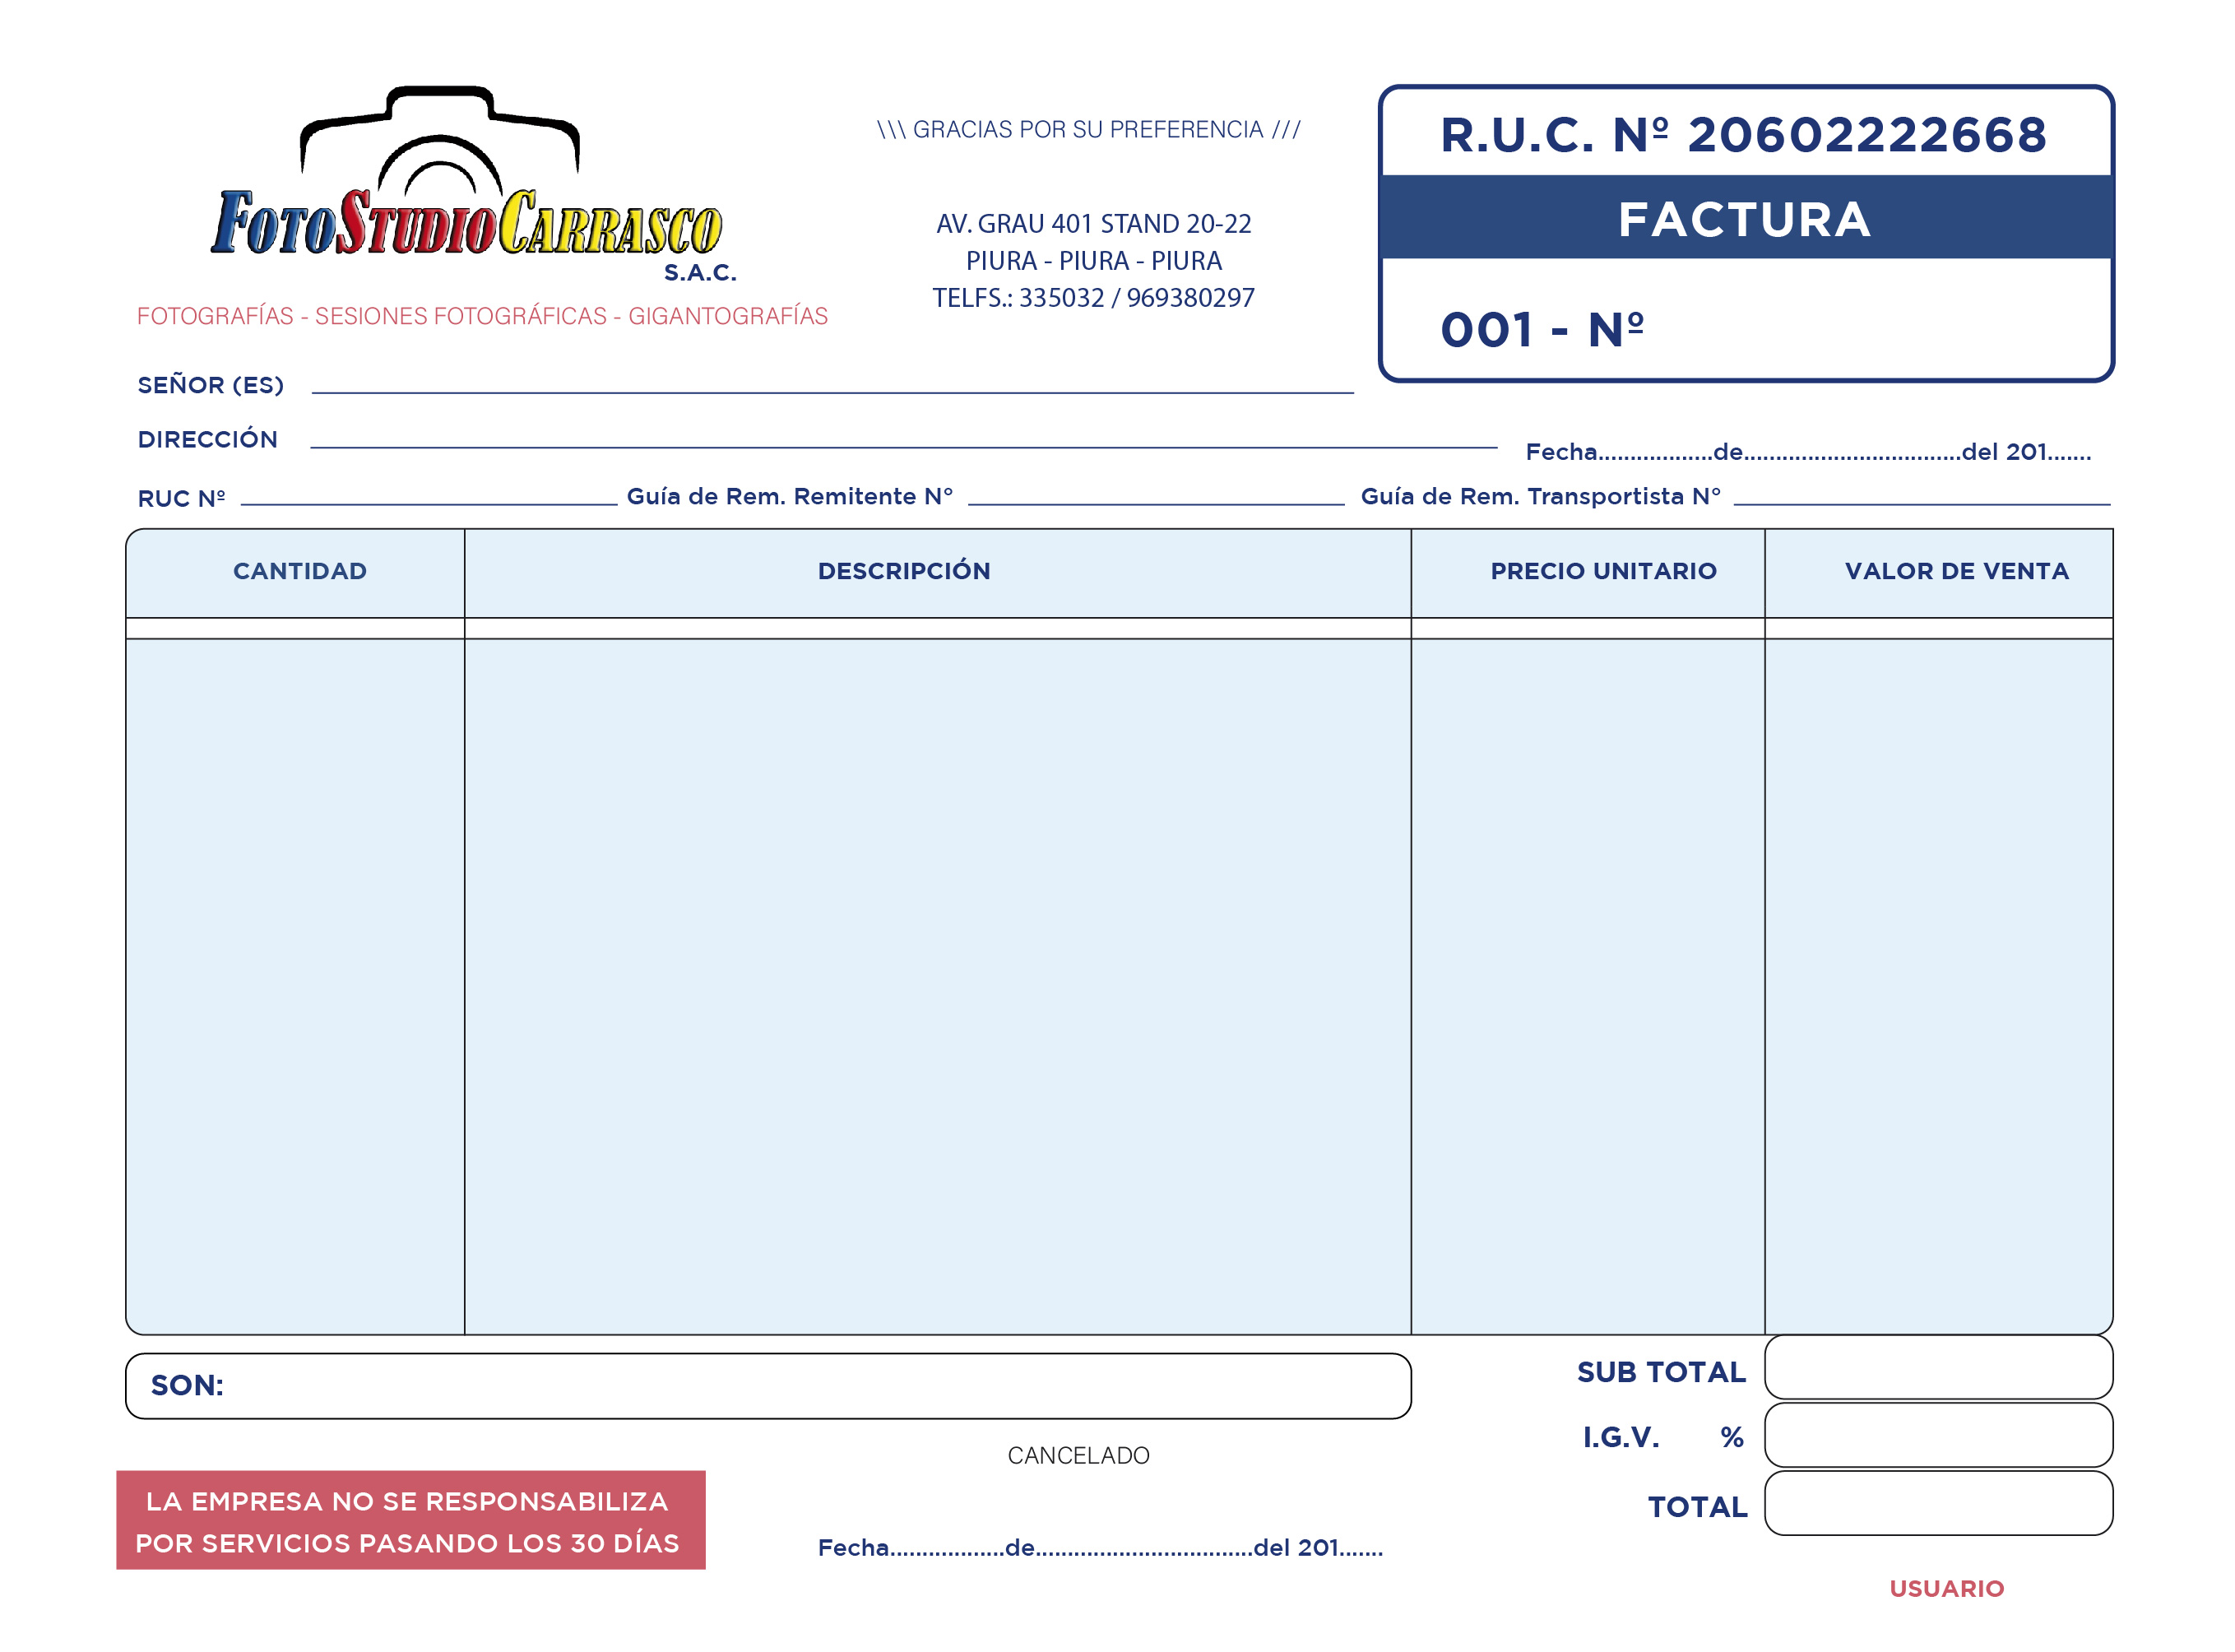 FOTOSTUDIOCARRASCO
S.A.C.
FOTOGRAFÍAS - SESIONES FOTOGRÁFICAS - GIGANTOGRAFÍAS
\\\ GRACIAS POR SU PREFERENCIA ///
AV. GRAU 401 STAND 20-22
PIURA - PIURA - PIURA
TELFS.: 335032 / 969380297
R.U.C. Nº 20602222668
FACTURA
001 - Nº
SEÑOR (ES)
DIRECCIÓN
Fecha..................de..................................del 201.......
RUC Nº Guía de Rem. Remitente N° Guía de Rem. Transportista N°
CANTIDAD DESCRIPCIÓN PRECIO UNITARIO VALOR DE VENTA
SON:
SUB TOTAL
I.G.V. %
TOTAL
CANCELADO
LA EMPRESA NO SE RESPONSABILIZA
POR SERVICIOS PASANDO LOS 30 DÍAS
Fecha..................de..................................del 201.......
USUARIO